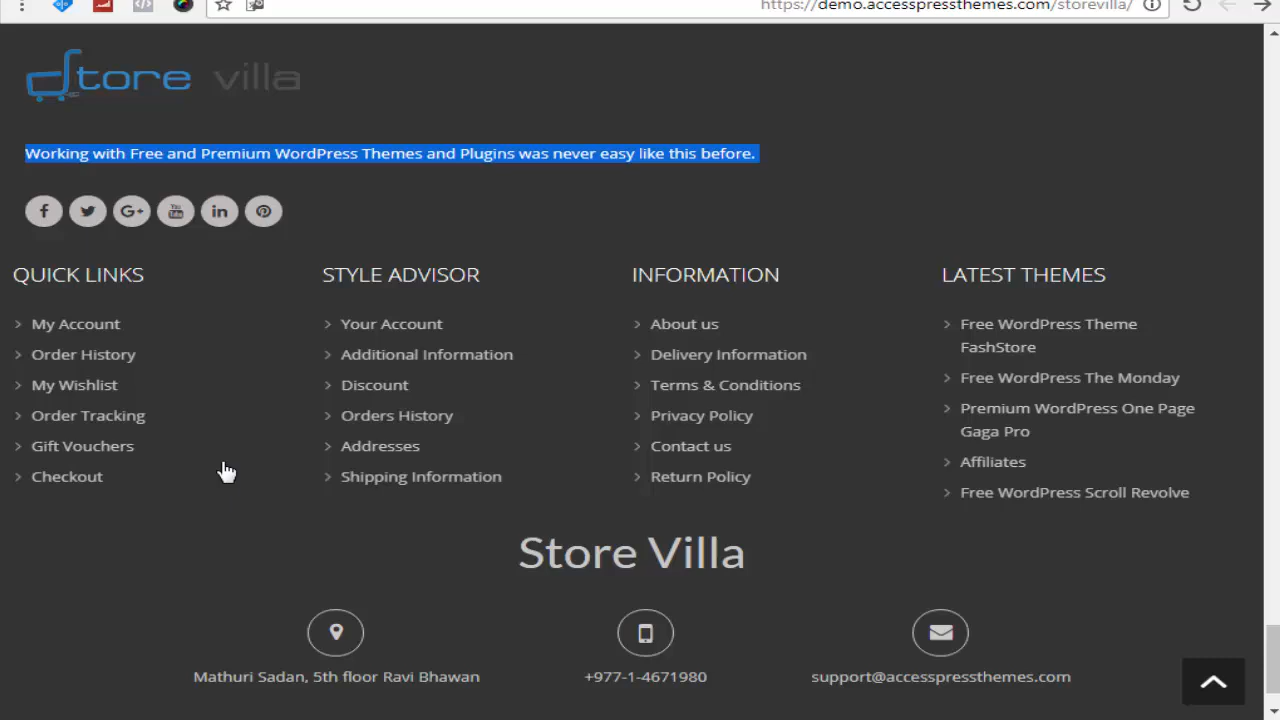 https://demo.accesspressthemes.com/storevilla/
store villa
Working with Free and Premium WordPress Themes and Plugins was never easy like this before.
QUICK LINKS
My Account
Order History
My Wishlist
Order Tracking
Gift Vouchers
Checkout
STYLE ADVISOR
Your Account
Additional Information
Discount
Orders History
Addresses
Shipping Information
INFORMATION
About us
Delivery Information
Terms & Conditions
Privacy Policy
Contact us
Return Policy
LATEST THEMES
Free WordPress Theme
FashStore
Free WordPress The Monday
Premium WordPress One Page
Gaga Pro
Affiliates
Free WordPress Scroll Revolve
Store Villa
Mathuri Sadan, 5th floor Ravi Bhawan
+977-1-4671980
support@accesspressthemes.com